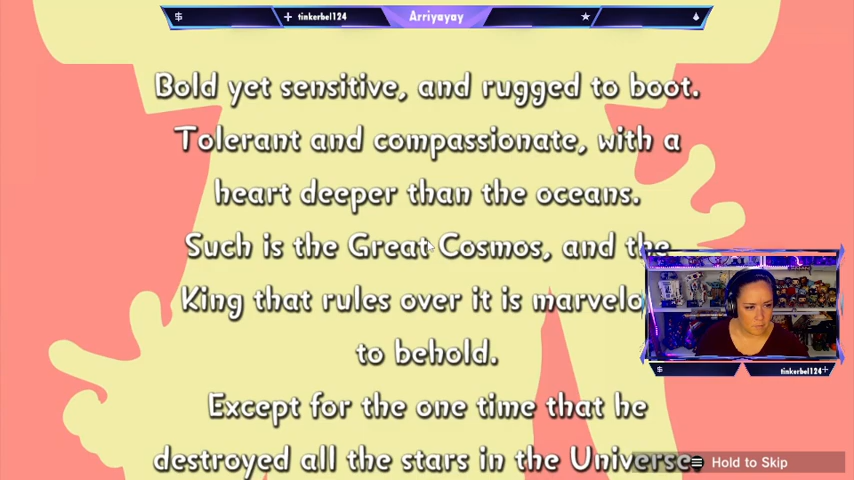 tinkerbel124
Arriyayay
Bold yet sensitive, and rugged to boot.
Tolerant and compassionate, with a
heart deeper than the oceans.
Such is the Great Cosmos, and the
King that rules over it is marvelo
to behold.
Except for the one time that he
destroyed all the stars in the Universe.
tinkerbel124
Hold to Skip